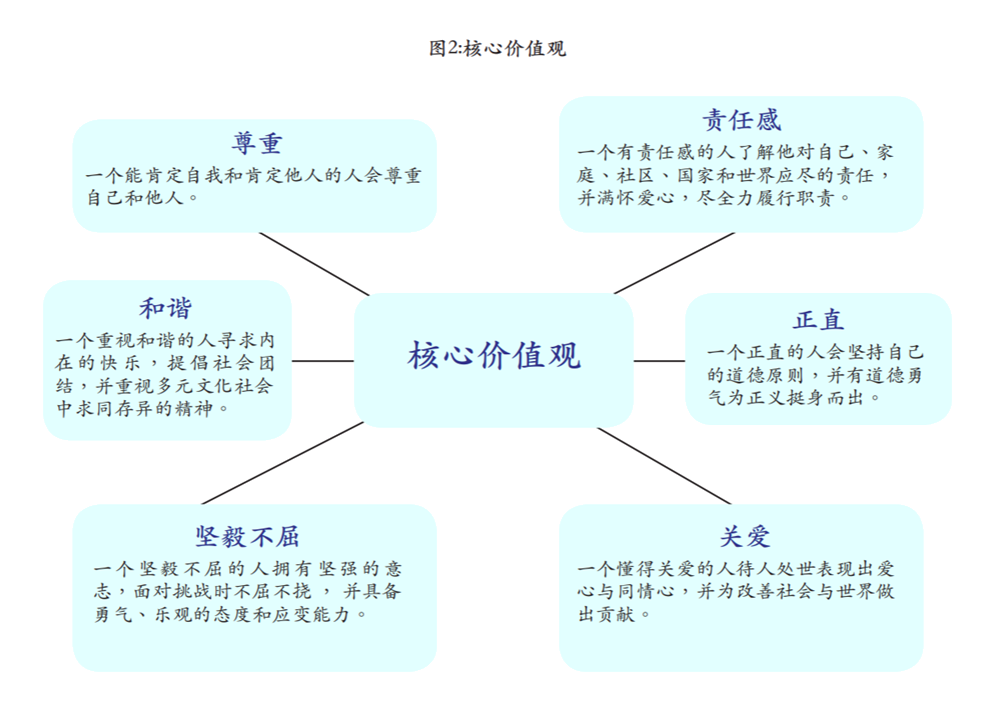 图2:核心价值观
尊重
一个能肯定自我和肯定他人的人会尊重
自己和他人。
责任感
一个有责任感的人了解他对自己、家
庭、社区、国家和世界应尽的责任，
并满怀爱心，尽全力履行职责。
和谐
一个重视和谐的人寻求内
在的快乐，提倡社会团
结，并重视多元文化社会
中求同存异的精神。
核心价值观
正直
一个正直的人会坚持自己
的道德原则，并有道德勇
气为正义挺身而出。
坚毅不屈
一个坚毅不屈的人拥有坚强的意
志，面对挑战时不屈不挠，并具备
勇气、乐观的态度和应变能力。
关爱
一个懂得关爱的人待人处世表现出爱
心与同情心，并为改善社会与世界做
出贡献。